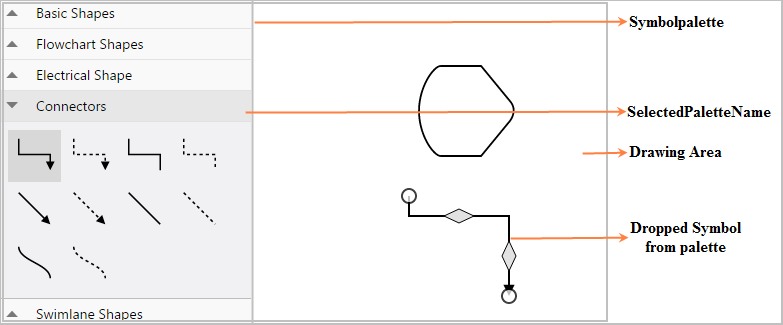 Basic Shapes
Flowchart Shapes
Electrical Shape
Connectors
Swimlane Shapes
Symbolpalette
SelectedPaletteName
Drawing Area
Dropped Symbol
from palette